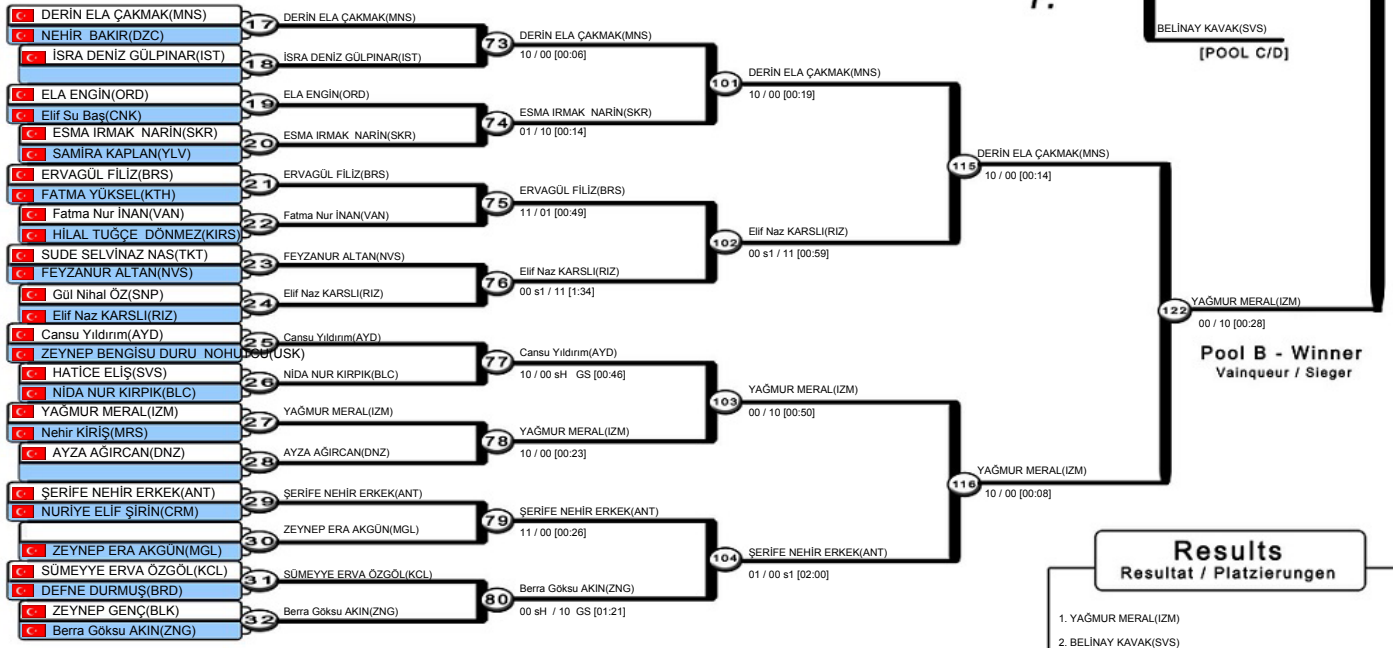 DERİN ELA ÇAKMAK(MNS)
NEHİR BAKIR(DZC)
İSRA DENİZ GÜLPINAR(IST)
ELA ENGİN(ORD)
Elif Su Baş(CNK)
ESMA IRMAK NARİN(SKR)
SAMİRA KAPLAN(YLV)
ERVAGÜL FİLİZ(BRS)
FATMA YÜKSEL(KTH)
Fatma Nur İNAN(VAN)
HİLAL TUĞÇE DÖNMEZ(KIRS)
SUDE SELVİNAZ NAS(TKT)
FEYZANUR ALTAN(NVS)
Gül Nihal ÖZ(SNP)
Elif Naz KARSLI(RIZ)
Cansu Yıldırım(AYD)
ZEYNEP BENGİSU DURU NOHUTCU(USK)
HATİCE ELİŞ(SVS)
NİDA NUR KIRPIK(BLC)
YAĞMUR MERAL(IZM)
Nehir KİRİŞ(MRS)
AYZA AĞIRCAN(DNZ)
ŞERİFE NEHİR ERKEK(ANT)
NURİYE ELİF ŞİRİN(CRM)
ZEYNEP ERA AKGÜN(MGL)
SÜMEYYE ERVA ÖZGÖL(KCL)
DEFNE DURMUŞ(BRD)
ZEYNEP GENÇ(BLK)
Berra Göksu AKIN(ZNG)
17
DERİN ELA ÇAKMAK(MNS)
18
İSRA DENİZ GÜLPINAR(IST)
19
ELA ENGİN(ORD)
20
ESMA IRMAK NARİN(SKR)
21
ERVAGÜL FİLİZ(BRS)
22
Fatma Nur İNAN(VAN)
23
FEYZANUR ALTAN(NVS)
24
Elif Naz KARSLI(RIZ)
25
Cansu Yıldırım(AYD)
26
NİDA NUR KIRPIK(BLC)
27
YAĞMUR MERAL(IZM)
28
AYZA AĞIRCAN(DNZ)
29
ŞERİFE NEHİR ERKEK(ANT)
30
ZEYNEP ERA AKGÜN(MGL)
31
SÜMEYYE ERVA ÖZGÖL(KCL)
32
Berra Göksu AKIN(ZNG)
73
DERİN ELA ÇAKMAK(MNS)
10 / 00 [00:06]
74
ESMA IRMAK NARİN(SKR)
01 / 10 [00:14]
75
ERVAGÜL FİLİZ(BRS)
11 / 01 [00:49]
76
Elif Naz KARSLI(RIZ)
00 s1 / 11 [1:34]
77
Cansu Yıldırım(AYD)
10 / 00 sH GS [00:46]
78
YAĞMUR MERAL(IZM)
10 / 00 [00:23]
79
ŞERİFE NEHİR ERKEK(ANT)
11 / 00 [00:26]
80
Berra Göksu AKIN(ZNG)
00 sH / 10 GS [01:21]
101
DERİN ELA ÇAKMAK(MNS)
10 / 00 [00:19]
102
Elif Naz KARSLI(RIZ)
00 s1 / 11 [00:59]
103
YAĞMUR MERAL(IZM)
00 / 10 [00:50]
104
ŞERİFE NEHİR ERKEK(ANT)
01 / 00 s1 [02:00]
115
DERİN ELA ÇAKMAK(MNS)
10 / 00 [00:14]
116
YAĞMUR MERAL(IZM)
10 / 00 [00:08]
122
YAĞMUR MERAL(IZM)
00 / 10 [00:28]
Pool B - Winner
Vainqueur / Sieger
BELİNAY KAVAK(SVS)
[POOL C/D]
Results
Resultat / Platzierungen
1. YAĞMUR MERAL(IZM)
2. BELİNAY KAVAK(SVS)